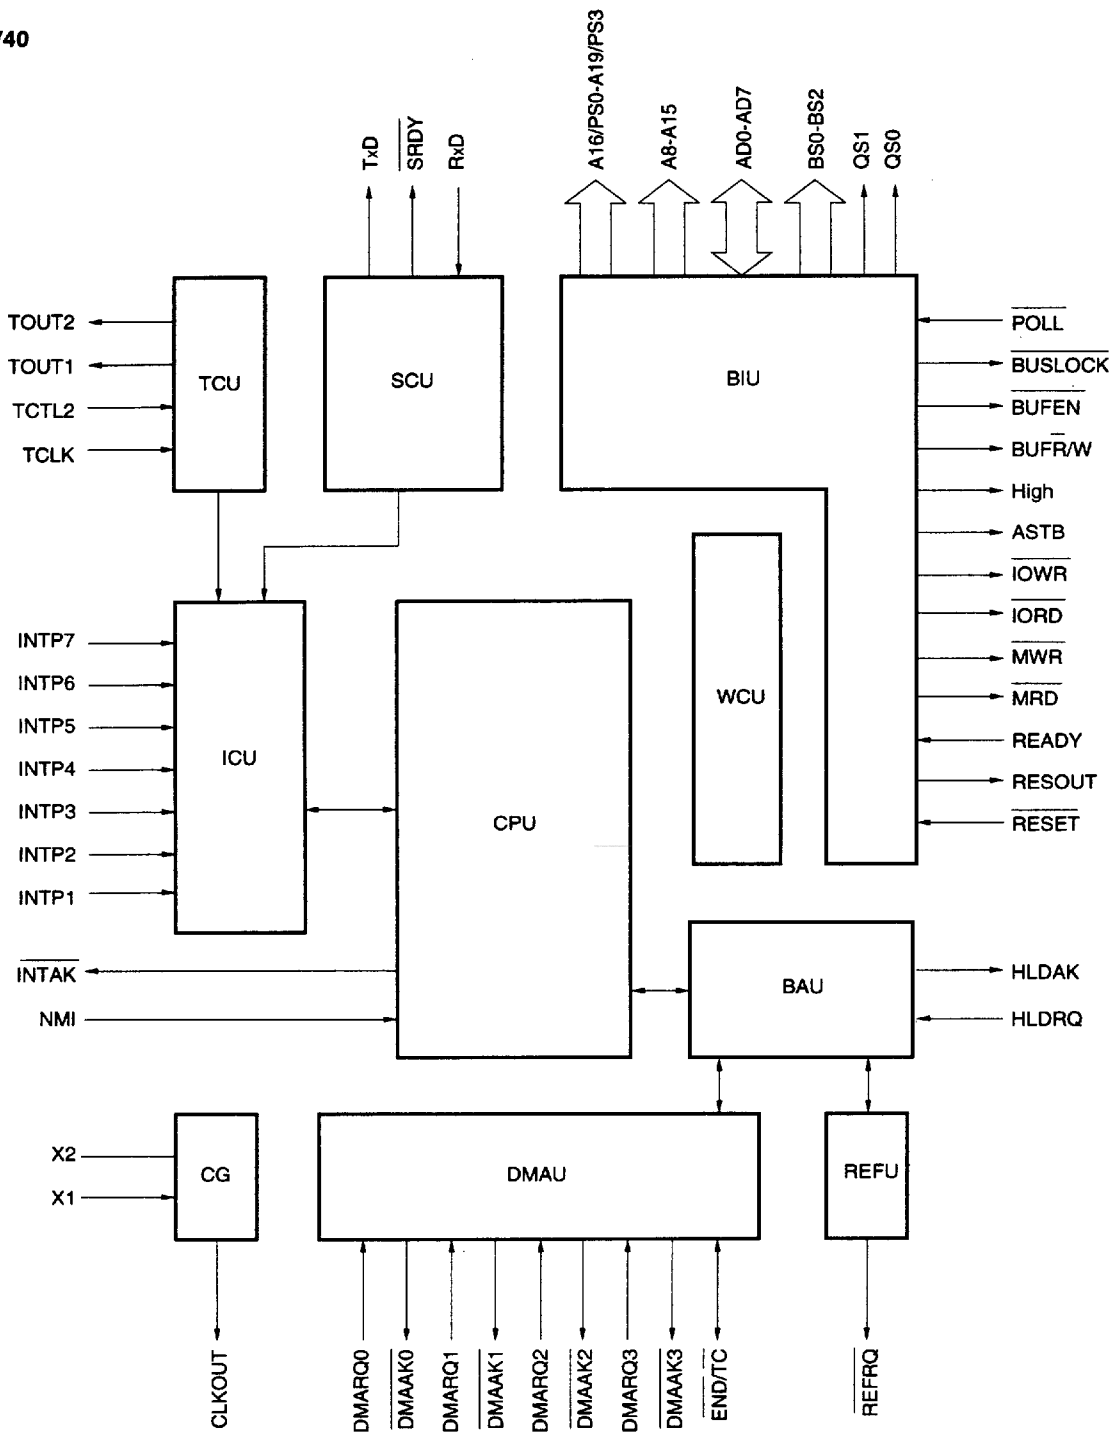 /40
TxD
SRDY
RxD
A16/PS0-A19/PS3
A8-A15
AD0-AD7
BS0-BS2
QS1
QS0
TOUT2
TOUT1
TCTL2
TCLK
TCU
SCU
BIU
POLL
BUSLOCK
BUFEN
BUFR/W
High
ASTB
IOWR
IORD
MWR
MRD
READY
RESOUT
RESET
INTP7
INTP6
INTP5
INTP4
INTP3
INTP2
INTP1
ICU
CPU
WCU
INTAK
NMI
BAU
HLDAK
HLDRQ
X2
X1
CG
DMAU
REFU
CLKOUT
DMARQ0
DMAAK0
DMARQ1
DMAAK1
DMARQ2
DMAAK2
DMARQ3
DMAAK3
END/TC
REFRQ